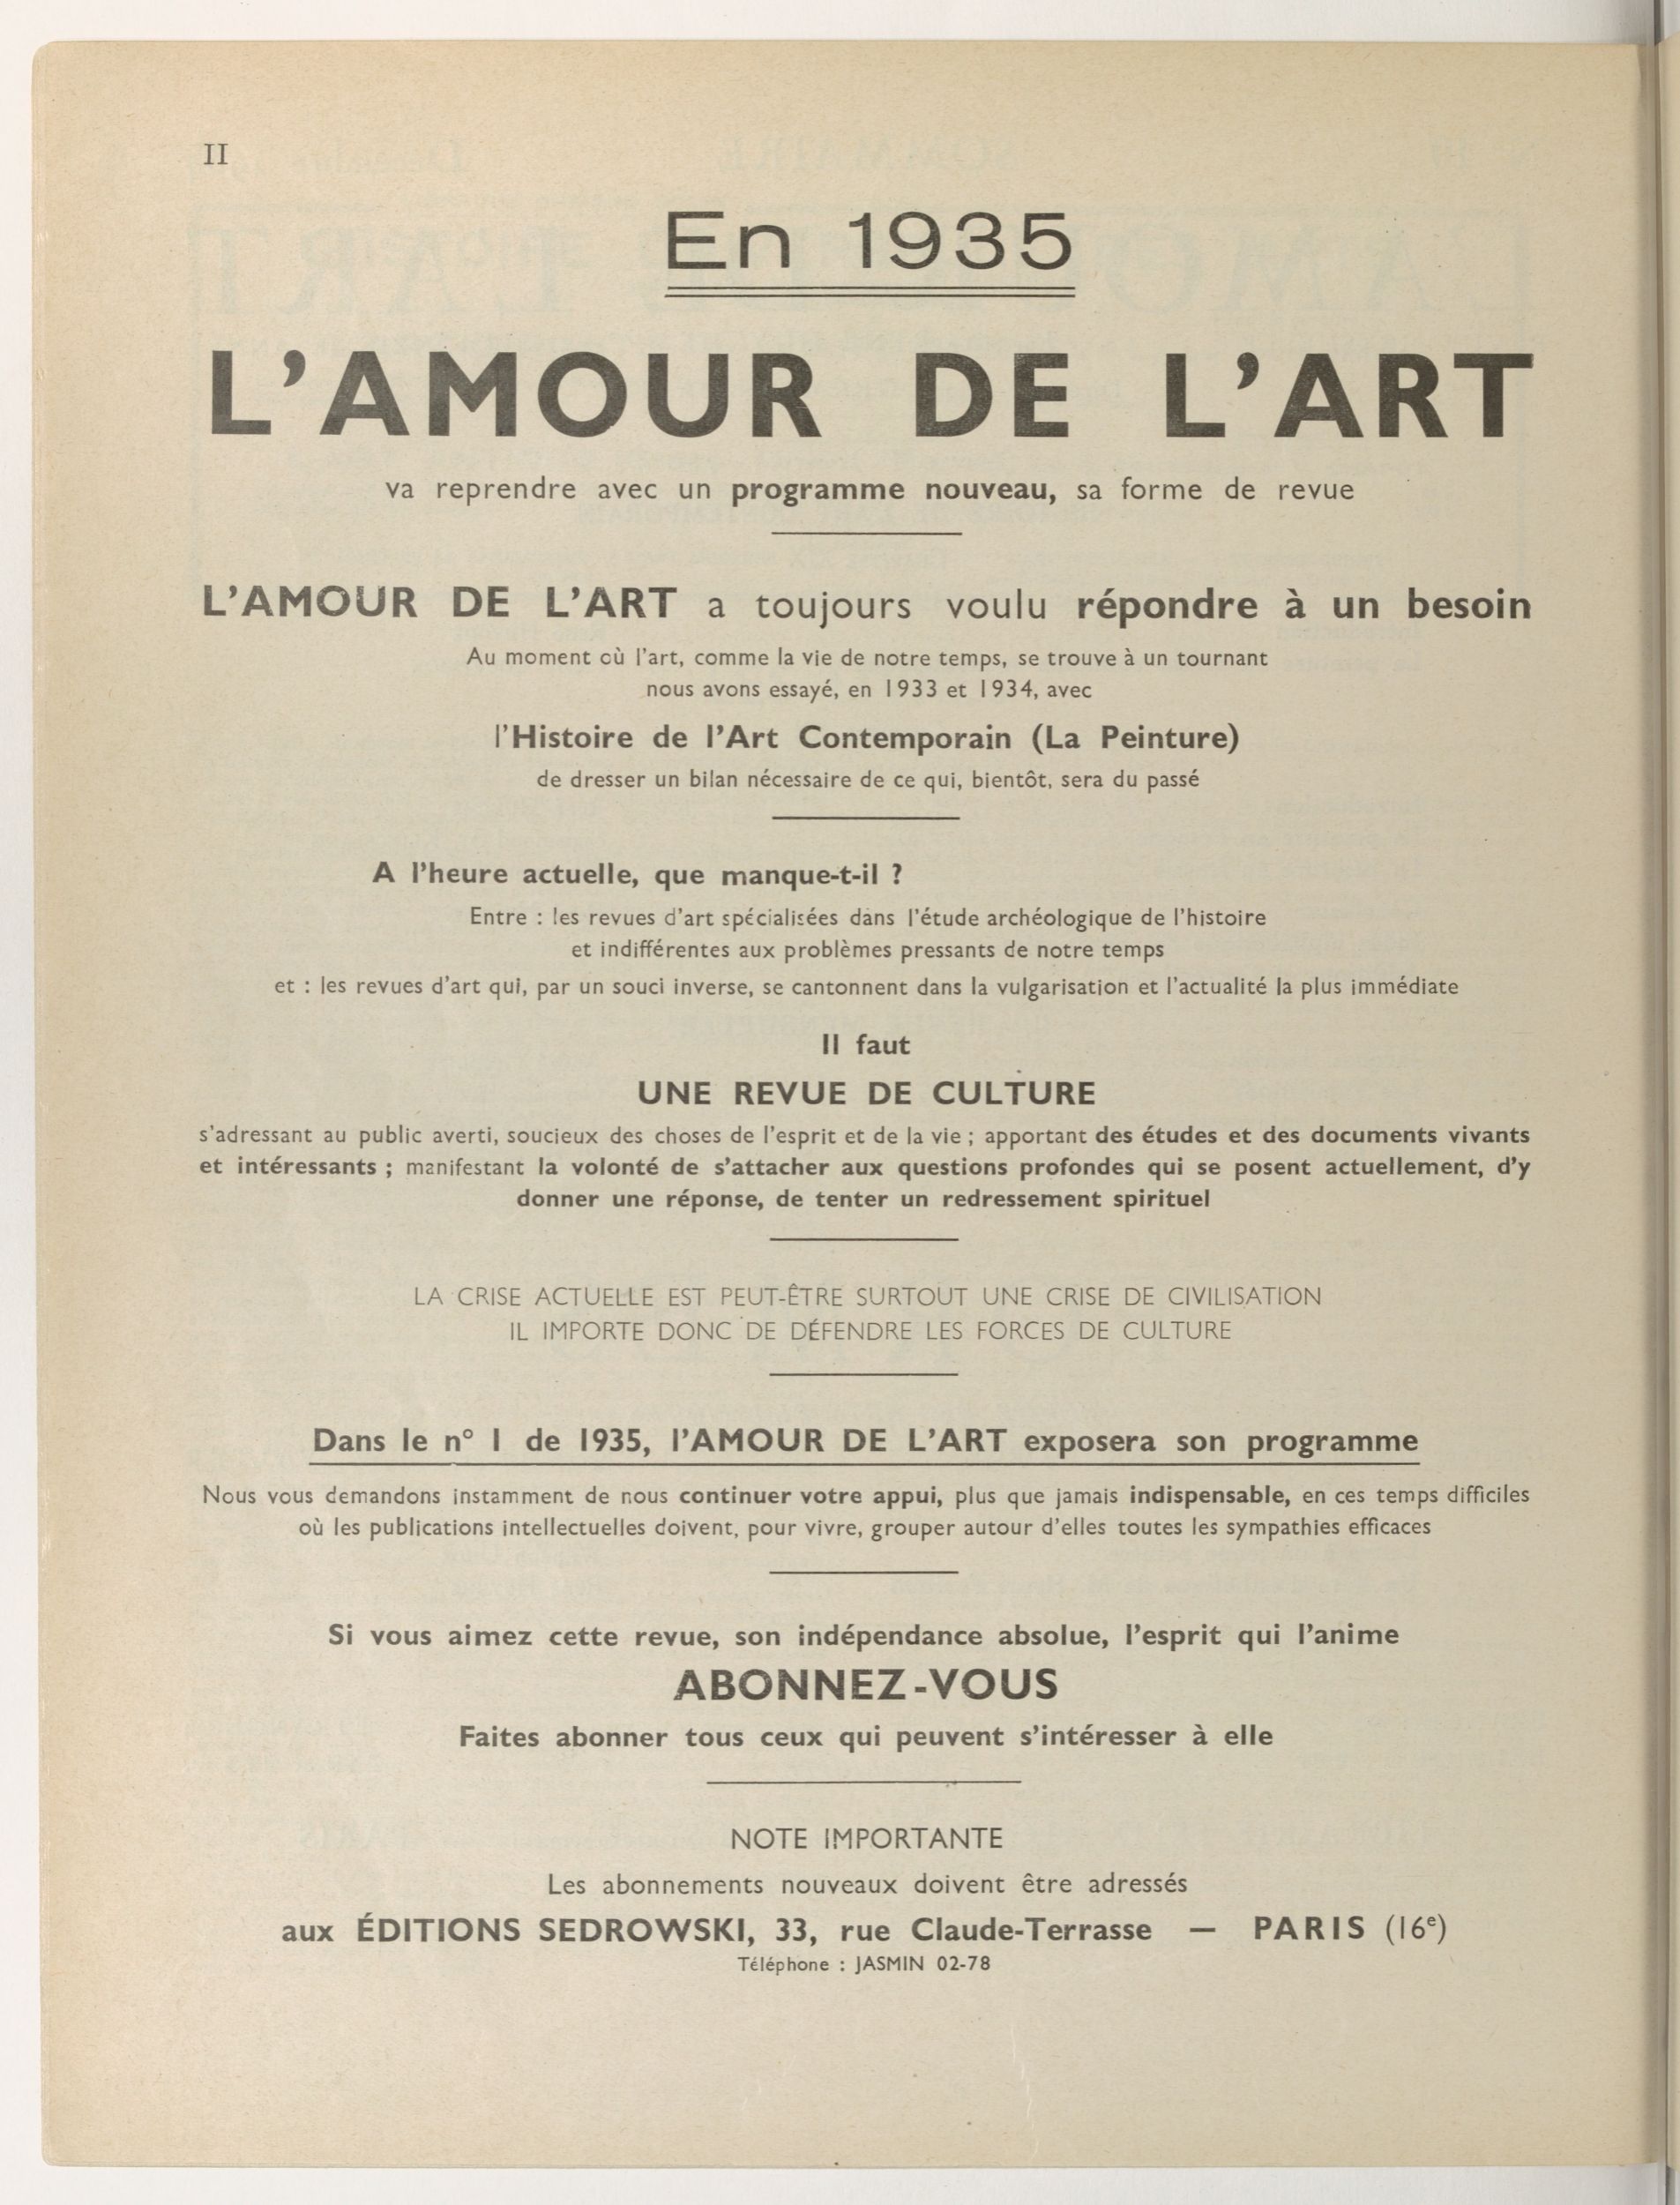 II
En 1935
L'AMOUR DE L'ART
va reprendre avec un programme nouveau, sa forme de revue
L'AMOUR DE L'ART a toujours voulu répondre à un besoin
Au moment où l'art, comme la vie de notre temps, se trouve à un tournant
nous avons essayé, en 1933 et 1934, avec
l'Histoire de l'Art Contemporain (La Peinture)
de dresser un bilan nécessaire de ce qui, bientôt, sera du passé
A l'heure actuelle, que manque-t-il ?
Entre : les revues d'art spécialisées dans l'étude archéologique de l'histoire
et indifférentes aux problèmes pressants de notre temps
et : les revues d'art qui, par un souci inverse, se cantonnent dans la vulgarisation et l'actualité la plus immédiate
Il faut
UNE REVUE DE CULTURE
s'adressant au public averti, soucieux des choses de l'esprit et de la vie ; apportant des études et des documents vivants
et intéressants ; manifestant la volonté de s'attacher aux questions profondes qui se posent actuellement, d'y
donner une réponse, de tenter un redressement spirituel
LA CRISE ACTUELLE EST PEUT-ÊTRE SURTOUT UNE CRISE DE CIVILISATION
IL IMPORTE DONC DE DÉFENDRE LES FORCES DE CULTURE
Dans le n° 1 de 1935, l'AMOUR DE L'ART exposera son programme
Nous vous demandons instamment de nous continuer votre appui, plus que jamais indispensable, en ces temps difficiles
où les publications intellectuelles doivent, pour vivre, grouper autour d'elles toutes les sympathies efficaces
Si vous aimez cette revue, son indépendance absolue, l'esprit qui l'anime
ABONNEZ-VOUS
Faites abonner tous ceux qui peuvent s'intéresser à elle
NOTE IMPORTANTE
Les abonnements nouveaux doivent être adressés
aux ÉDITIONS SEDROWSKI, 33, rue Claude-Terrasse — PARIS (16e)
Téléphone : JASMIN 02-78